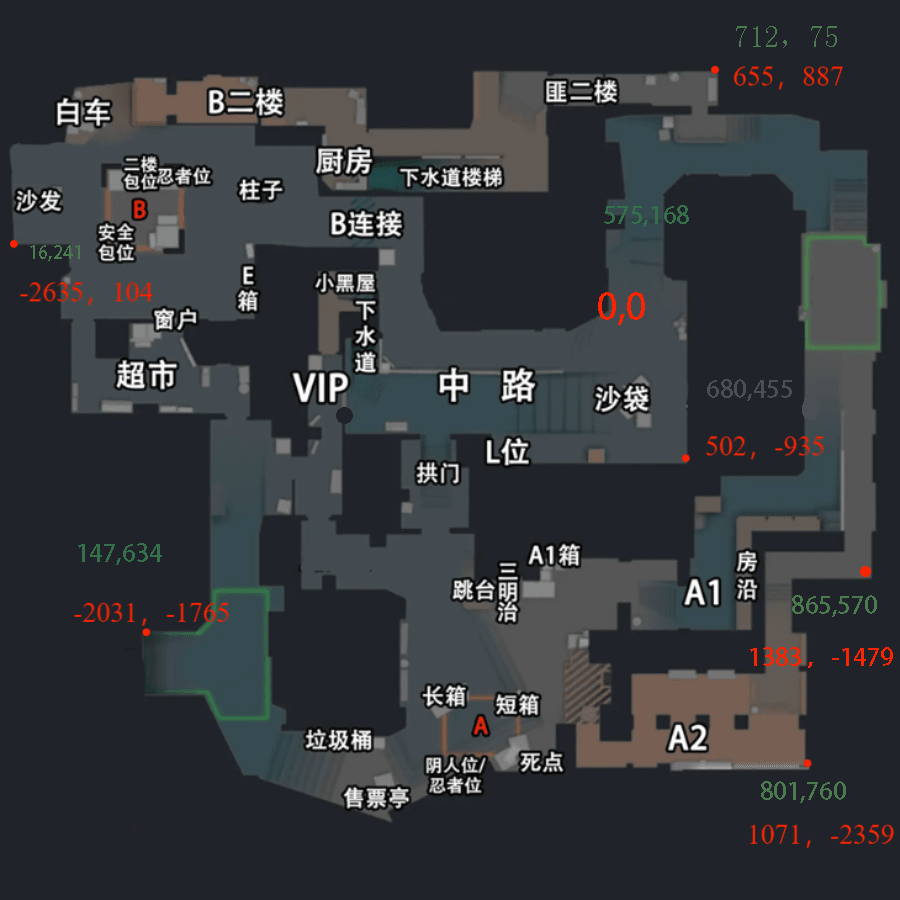 712, 75
655, 887
匪二楼
B二楼
白车
厨房
二楼
包位
忍者位
下水道楼梯
柱子
沙发
B
安全
包位
B连接
575,168
16,241
-2635, 104
E
箱
小黑屋
下
水
道
0,0
窗户
超市
VIP
中 路
沙袋
680,455
502, -935
L位
拱门
147,634
-2031, -1765
A1箱
跳台
三
明
治
A1
房
沿
865,570
1383, -1479
长箱
短箱
A
A2
垃圾桶
阴人位/
忍者位
死点
售票亭
801,760
1071, -2359